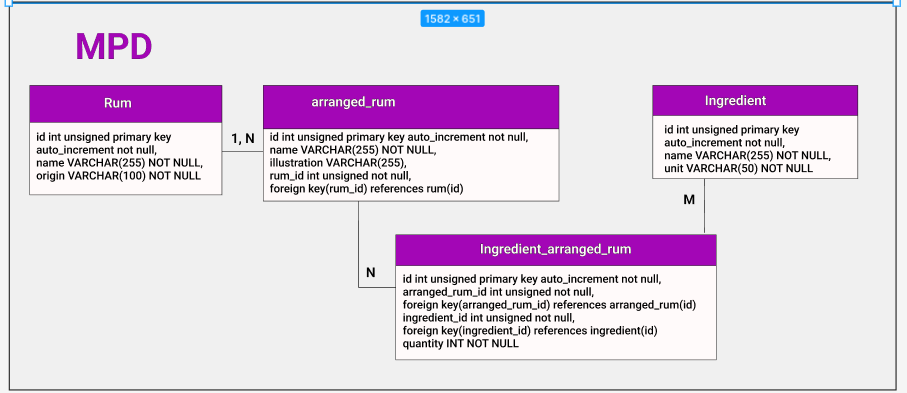 1582 × 651
MPD
Rum
id int unsigned primary key
auto_increment not null,
name VARCHAR(255) NOT NULL,
origin VARCHAR(100) NOT NULL
1, N
arranged_rum
id int unsigned primary key auto_increment not null,
name VARCHAR(255) NOT NULL,
illustration VARCHAR(255),
rum_id int unsigned not null,
foreign key(rum_id) references rum(id)
Ingredient
id int unsigned primary key
auto_increment not null,
name VARCHAR(255) NOT NULL,
unit VARCHAR(50) NOT NULL
M
N
Ingredient_arranged_rum
id int unsigned primary key auto_increment not null,
arranged_rum_id int unsigned not null,
foreign key(arranged_rum_id) references arranged_rum(id)
ingredient_id int unsigned not null,
foreign key(ingredient_id) references ingredient(id)
quantity INT NOT NULL